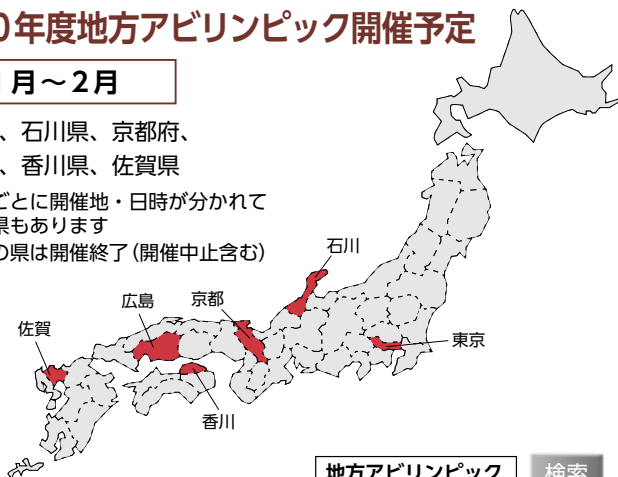 0年度地方アビリンピック開催予定
月~2月
、石川県、京都府、
、香川県、佐賀県
ごとに開催地・日時が分かれて
県もあります
の県は開催終了(開催中止含む)
石川
広島
京都
佐賀
東京
香川
地方アビリンピック 検索